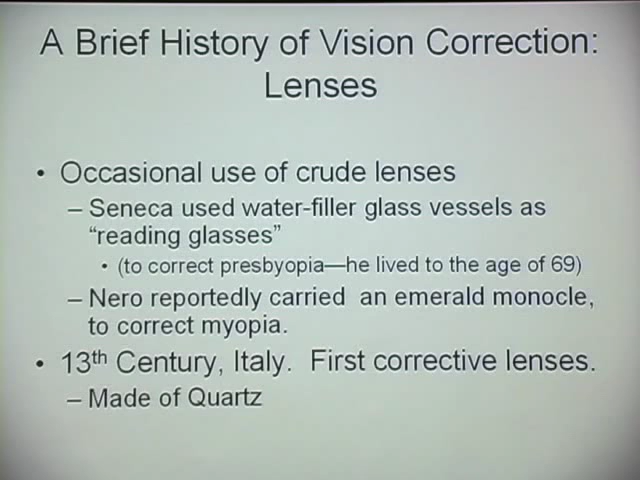 A Brief History of Vision Correction:
Lenses
• Occasional use of crude lenses
– Seneca used water-filler glass vessels as
“reading glasses”
• (to correct presbyopia—he lived to the age of 69)
– Nero reportedly carried an emerald monocle,
to correct myopia.
• 13th Century, Italy. First corrective lenses.
– Made of Quartz